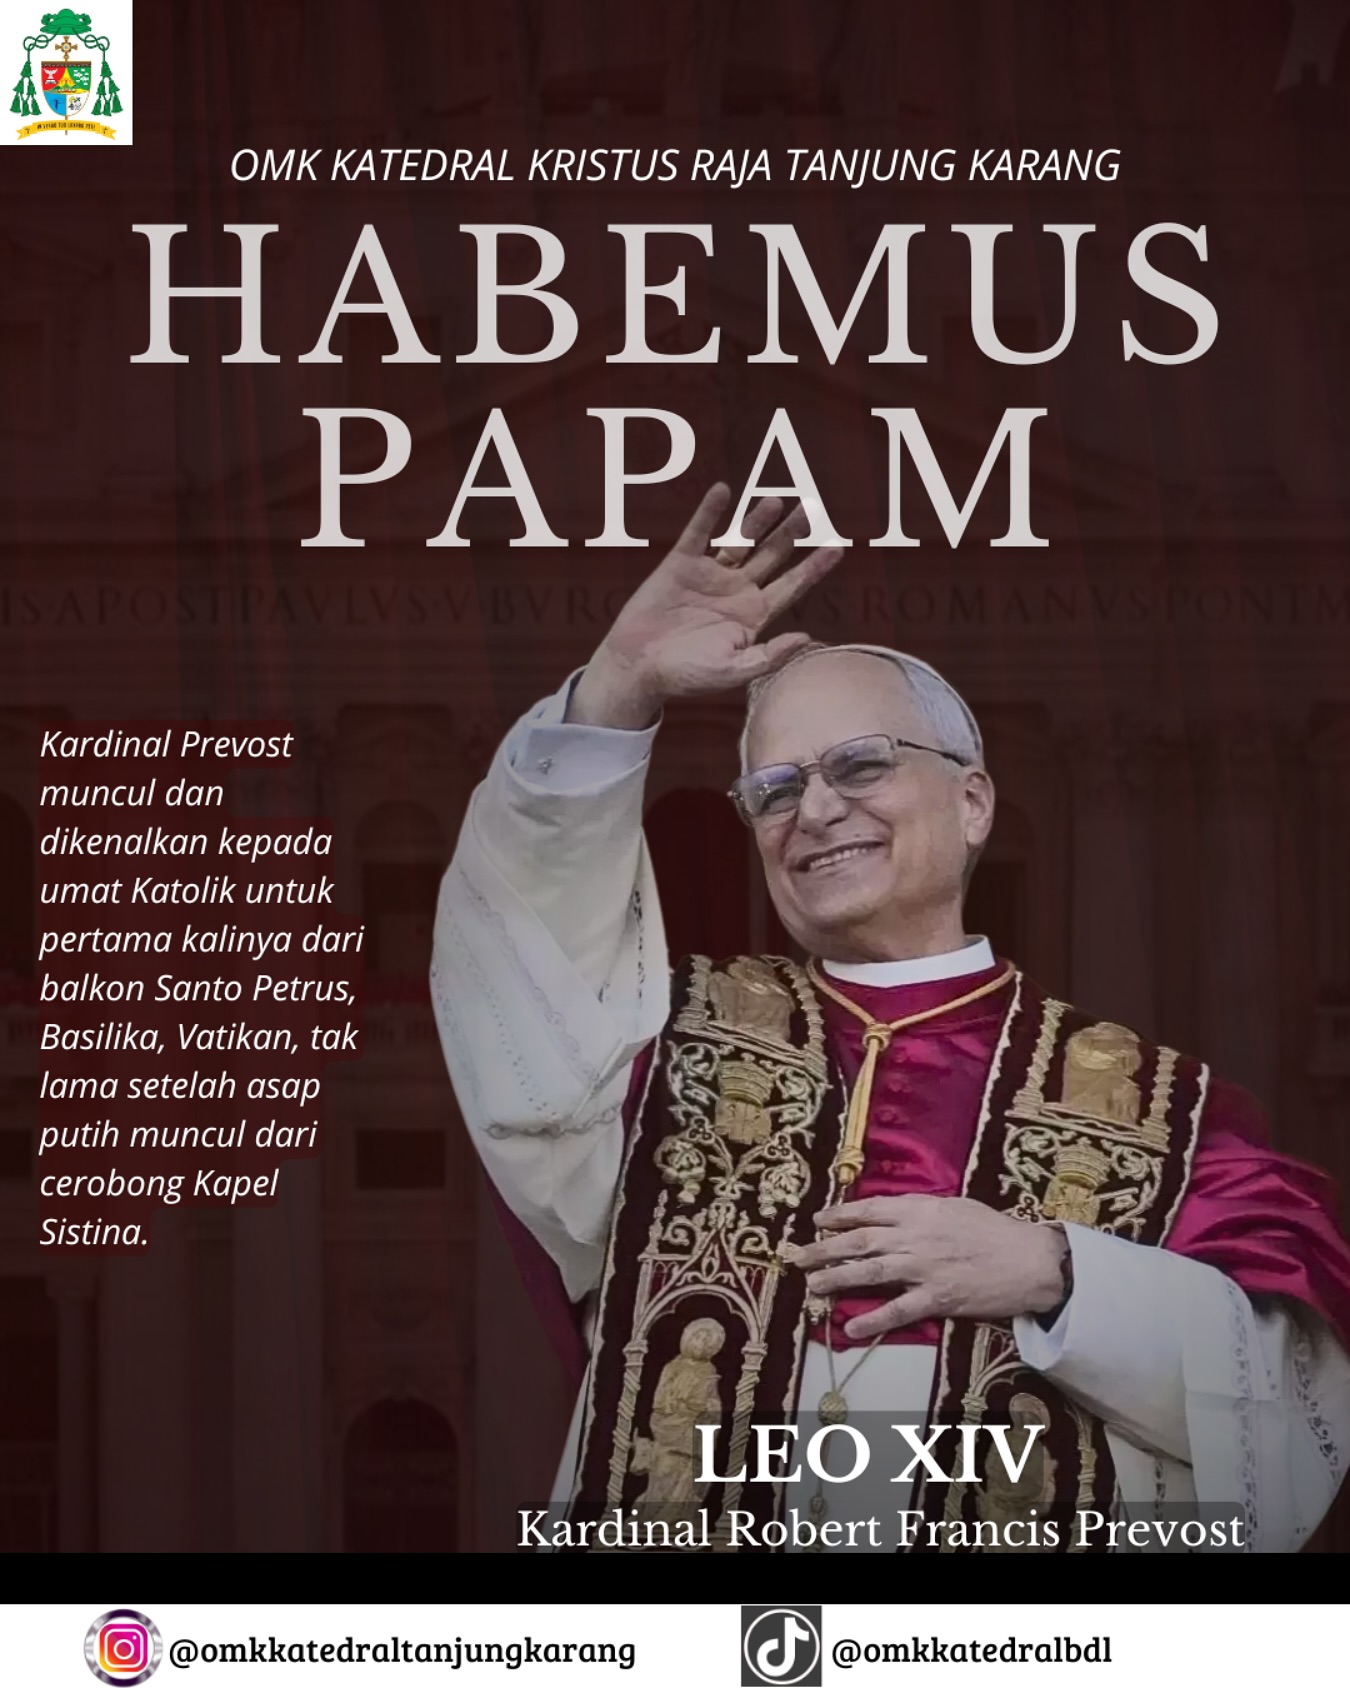 OMK KATEDRAL KRISTUS RAJA TANJUNG KARANG
HABEMUS
PAPAM
Kardinal Prevost
muncul dan
dikenalkan kepada
umat Katolik untuk
pertama kalinya dari
balkon Santo Petrus,
Basilika, Vatikan, tak
lama setelah asap
putih muncul dari
cerobong Kapel
Sistina.
LEO XIV
Kardinal Robert Francis Prevost
@omkkatedraltanjungkarang
@omkkatedralbdl